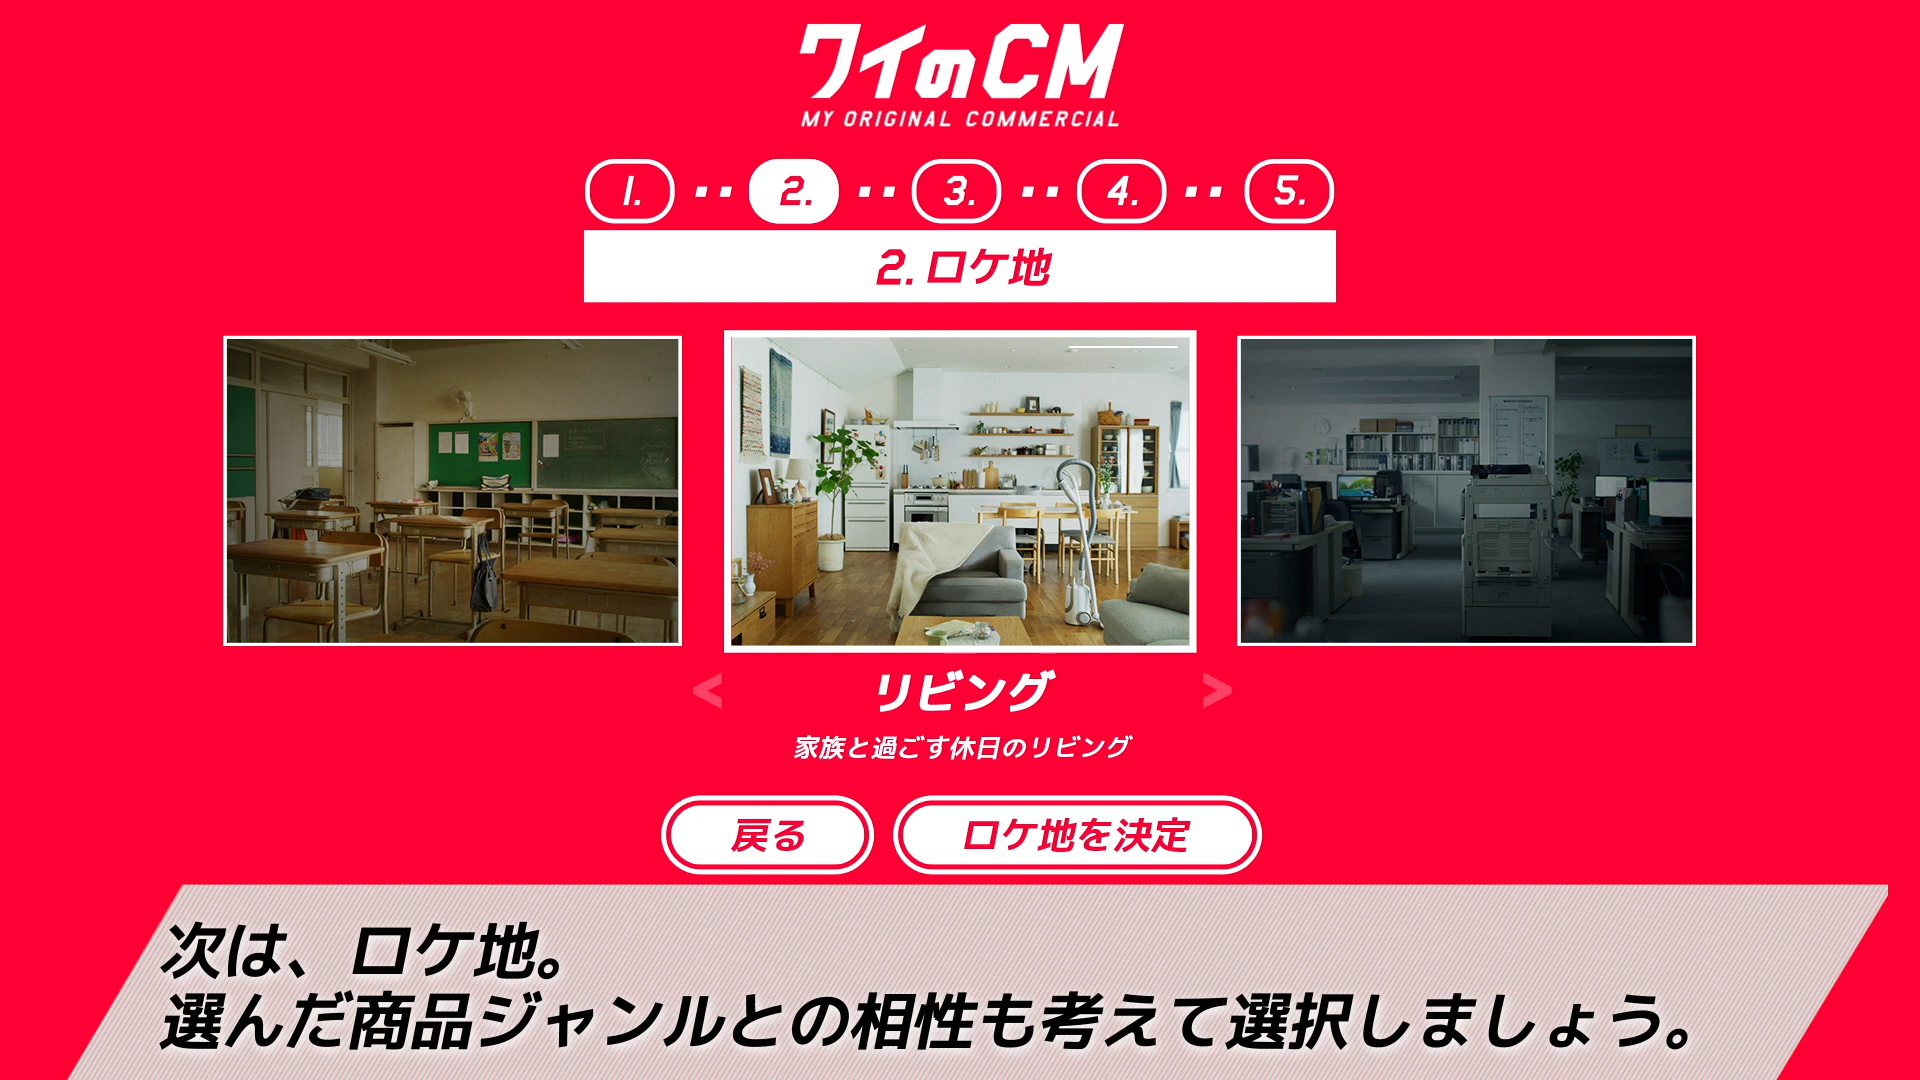 ワイのCM
MY ORIGINAL COMMERCIAL
1. 2. 3. 4. 5.
2. ロケ地
< リビング >
家族と過ごす休日のリビング
戻る ロケ地を決定
次は、ロケ地。
選んだ商品ジャンルとの相性も考えて選択しましょう。